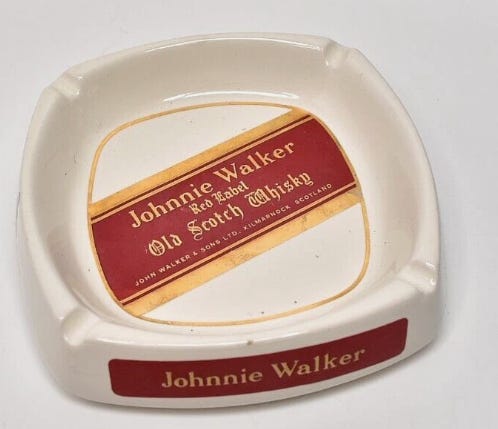 Johnnie Walker
Red Label
Old Scotch Whisky
JOHN WALKER & SONS LTD. KILMARNOCK SCOTLAND
Johnnie Walker